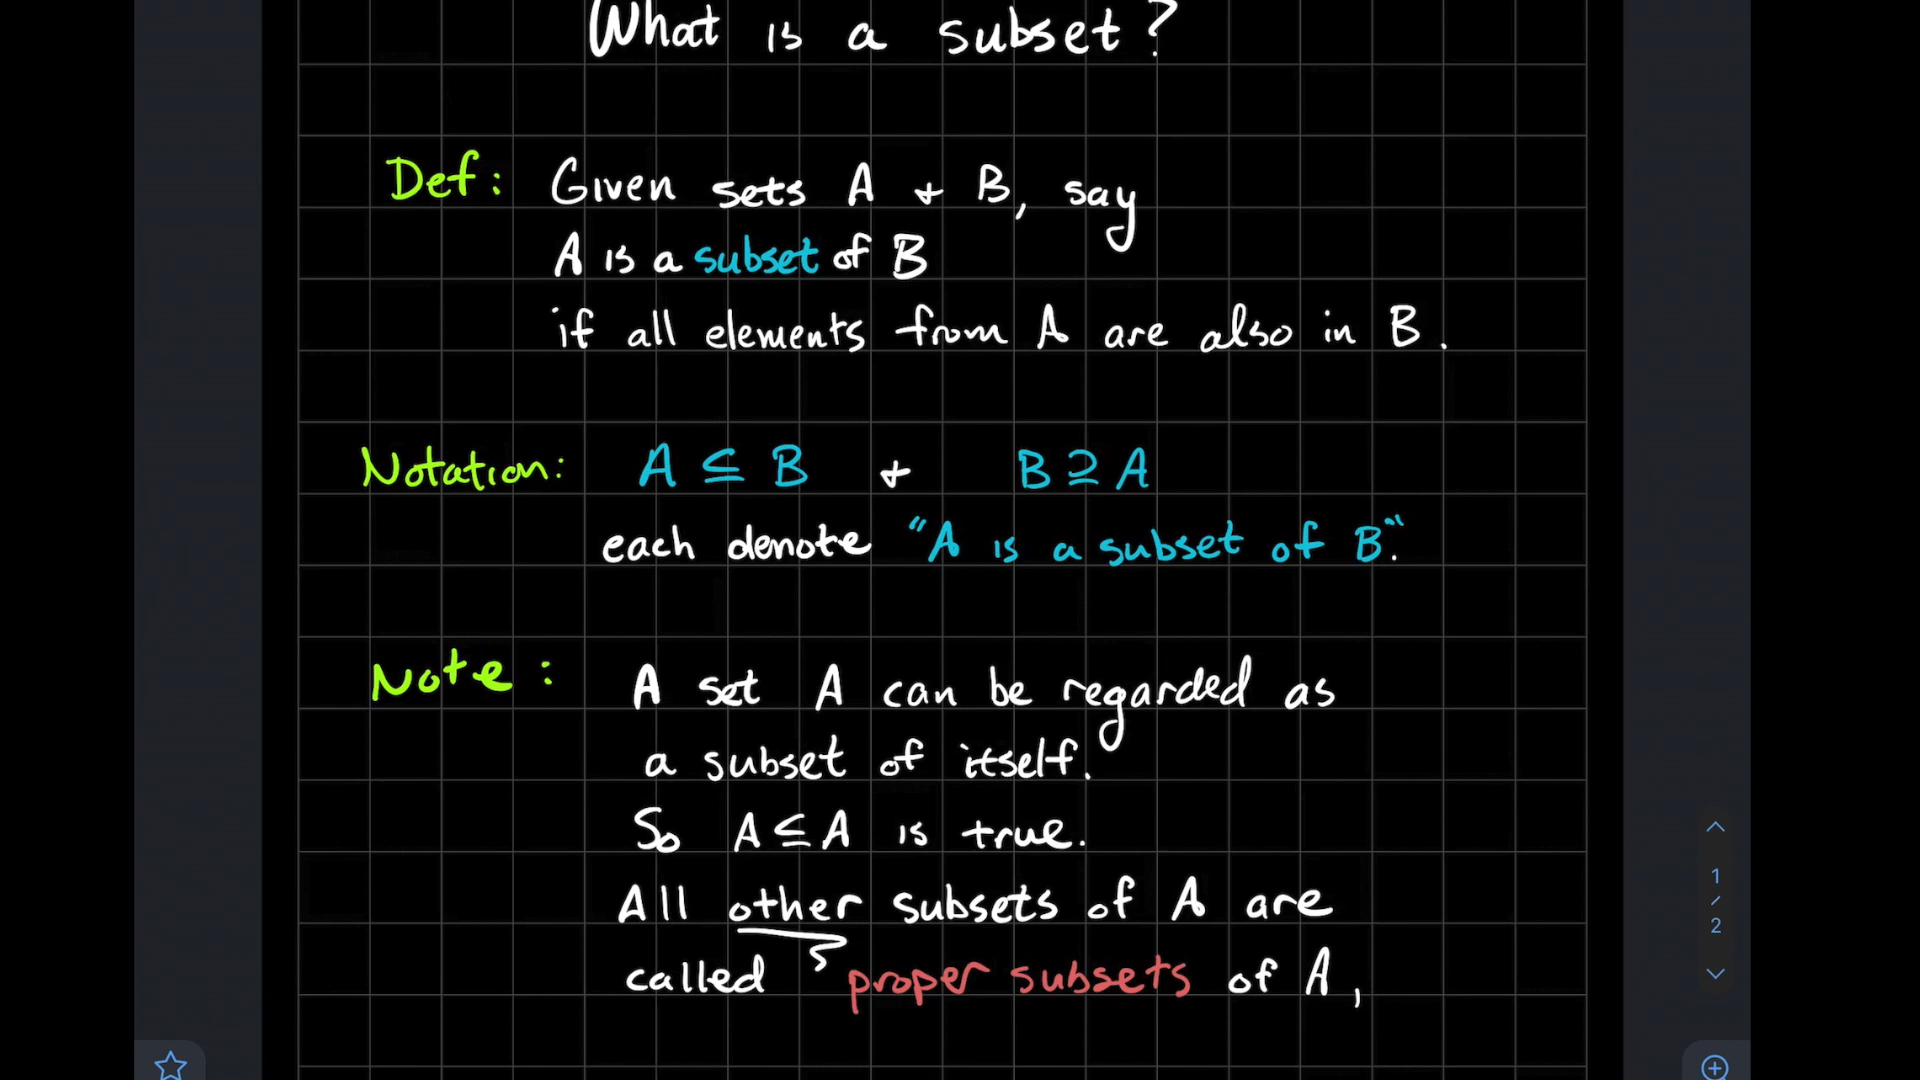 What is a subset?
Def: Given sets A + B, say
A is a subset of B
if all elements from A are also in B.
Notation: A ⊆ B + B ⊇ A
each denote "A is a subset of B."
Note: A set A can be regarded as
a subset of itself.
So A ⊆ A is true.
All other subsets of A are
called proper subsets of A,
1
/
2